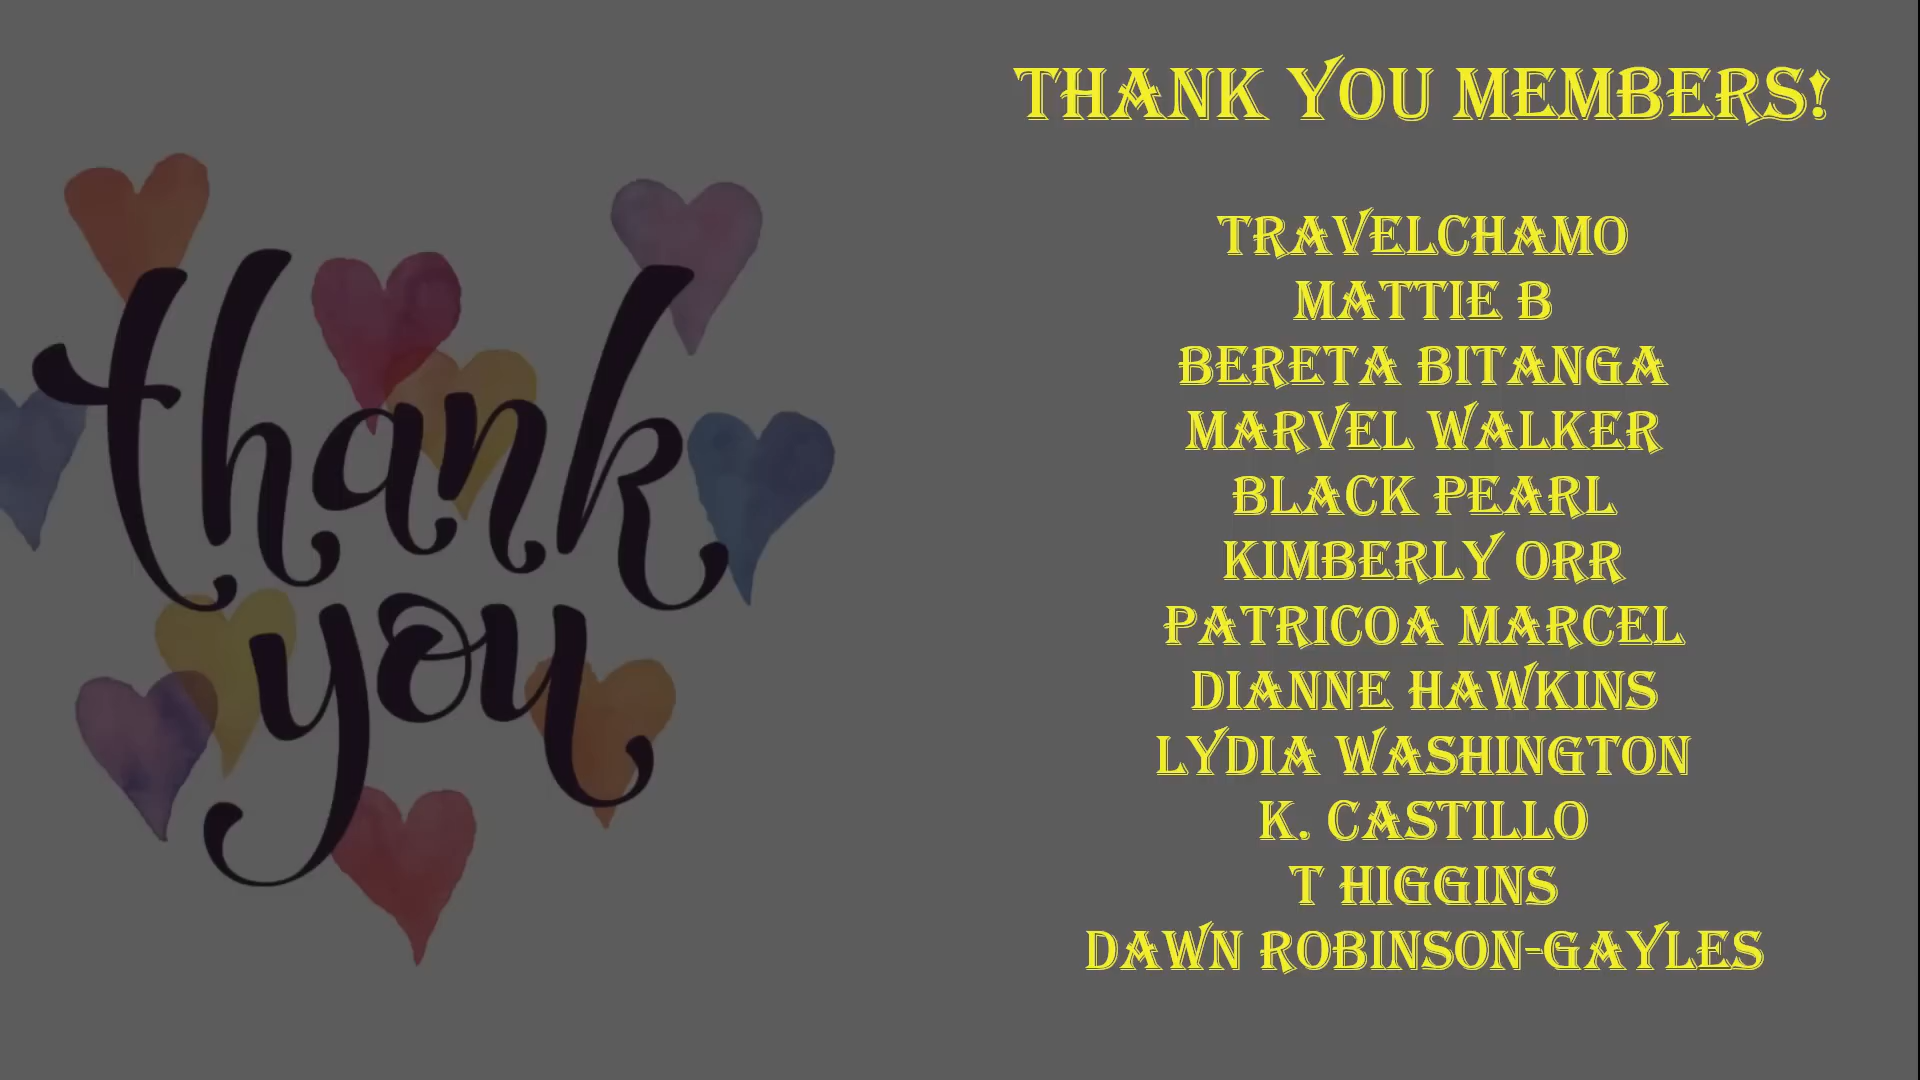 thank
you
THANK YOU MEMBERS!
TRAVELCHAMO
MATTIE B
BERETA BITANGA
MARVEL WALKER
BLACK PEARL
KIMBERLY ORR
PATRICOA MARCEL
DIANNE HAWKINS
LYDIA WASHINGTON
K. CASTILLO
T HIGGINS
DAWN ROBINSON-GAYLES